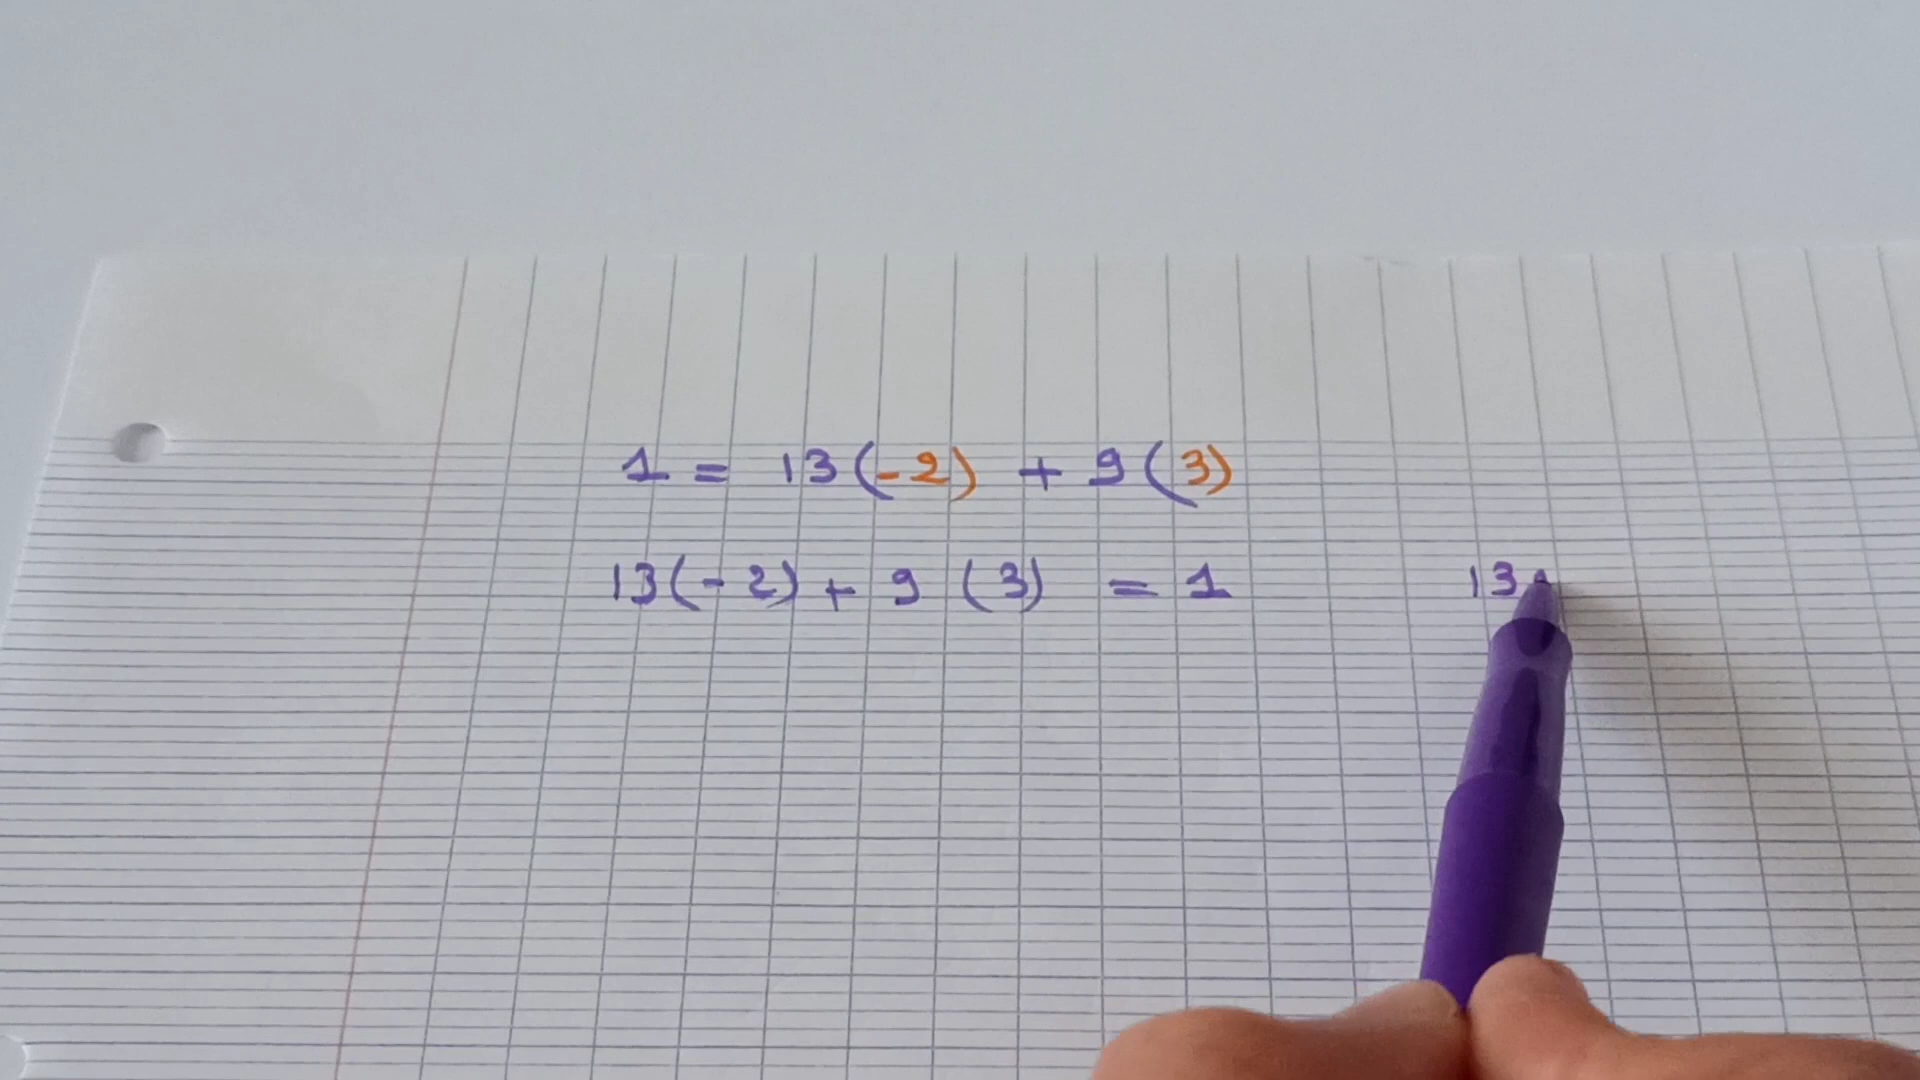 1 = 13(-2) + 9(3)
13(-2) + 9(3) = 1 13